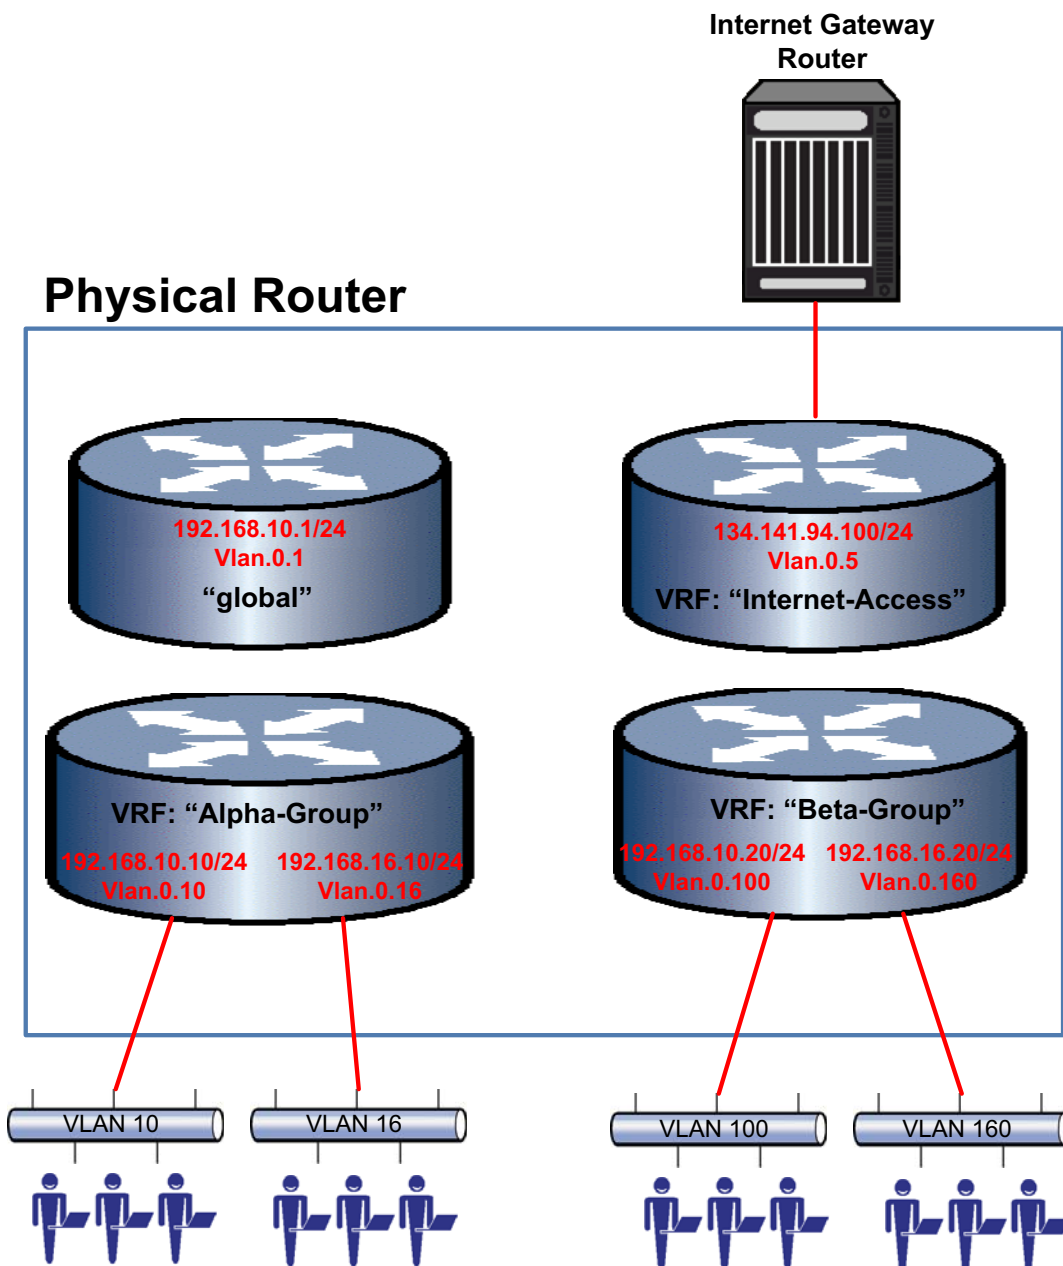 Internet Gateway
Router
Physical Router
192.168.10.1/24
Vlan.0.1
“global”
134.141.94.100/24
Vlan.0.5
VRF: “Internet-Access”
VRF: “Alpha-Group”
192.168.10.10/24
Vlan.0.10
192.168.16.10/24
Vlan.0.16
VRF: “Beta-Group”
192.168.10.20/24
Vlan.0.100
192.168.16.20/24
Vlan.0.160
VLAN 10
VLAN 16
VLAN 100
VLAN 160